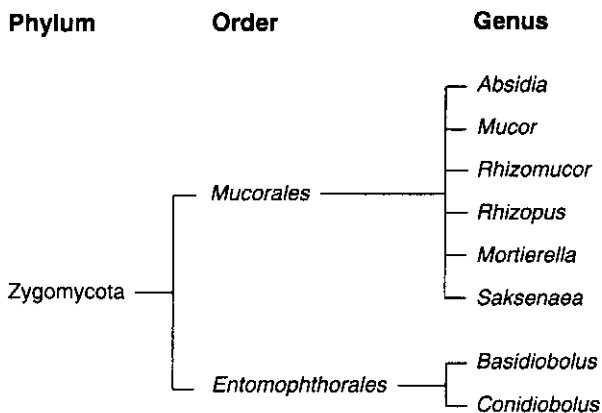 Phylum Order Genus
Absidia
Mucor
Rhizomucor
Mucorales
Rhizopus
Mortierella
Zygomycota
Saksenaea
Basidiobolus
Entomophthorales
Conidiobolus